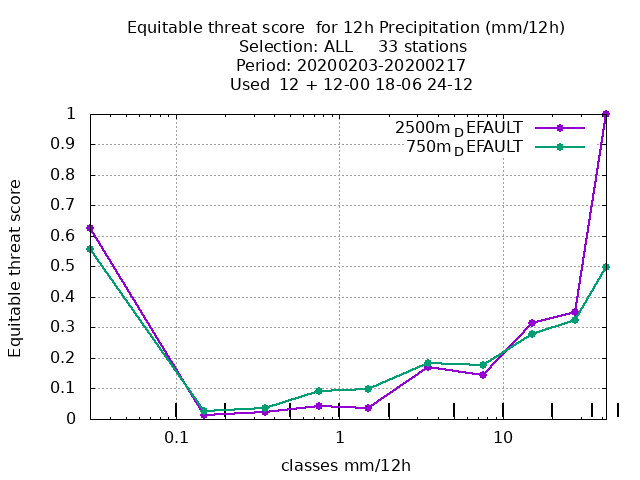 Equitable threat score  for 12h Precipitation (mm/12h)
Selection: ALL     33 stations
Period: 20200203-20200217
Used  12 + 12-00 18-06 24-12
2500m_DEFAULT
750m_DEFAULT
Equitable threat score
1
0.9
0.8
0.7
0.6
0.5
0.4
0.3
0.2
0.1
0
0.1 1 10
classes mm/12h